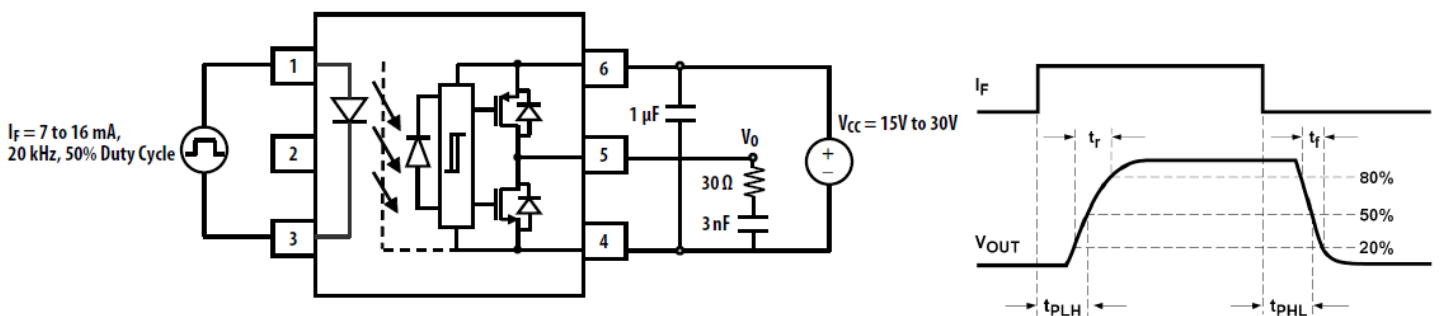 I_F = 7 to 16 mA,
20 kHz, 50% Duty Cycle
1
2
3
6
5
4
1 µF
V_O
30 Ω
3 nF
V_CC = 15V to 30V
+
−
I_F
t_r
t_f
80%
50%
20%
V_OUT
t_PLH
t_PHL